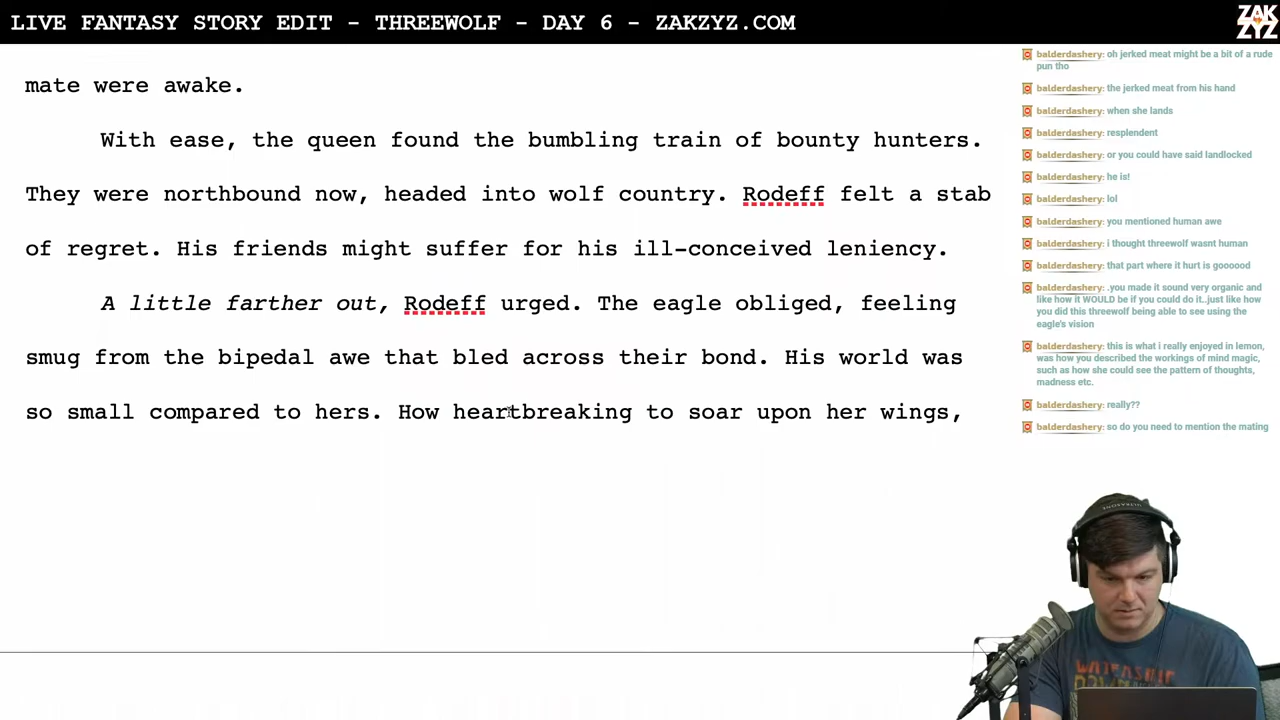 LIVE FANTASY STORY EDIT - THREEWOLF - DAY 6 - ZAKZYZ.COM
ZAK
ZYZ
mate were awake.
With ease, the queen found the bumbling train of bounty hunters.
They were northbound now, headed into wolf country. Rodeff felt a stab
of regret. His friends might suffer for his ill-conceived leniency.
A little farther out, Rodeff urged. The eagle obliged, feeling
smug from the bipedal awe that bled across their bond. His world was
so small compared to hers. How heartbreaking to soar upon her wings,
balderdashery: oh jerked meat might be a bit of a rude
pun tho
balderdashery: the jerked meat from his hand
balderdashery: when she lands
balderdashery: resplendent
balderdashery: or you could have said landlocked
balderdashery: he is!
balderdashery: lol
balderdashery: you mentioned human awe
balderdashery: i thought threewolf wasnt human
balderdashery: that part where it hurt is goooood
balderdashery: .you made it sound very organic and
like how it WOULD be if you could do it..just like how
you did this threewolf being able to see using the
eagle's vision
balderdashery: this is what i really enjoyed in lemon,
was how you described the workings of mind magic,
such as how she could see the pattern of thoughts,
madness etc.
balderdashery: really??
balderdashery: so do you need to mention the mating
WATERSHIP
DOWN